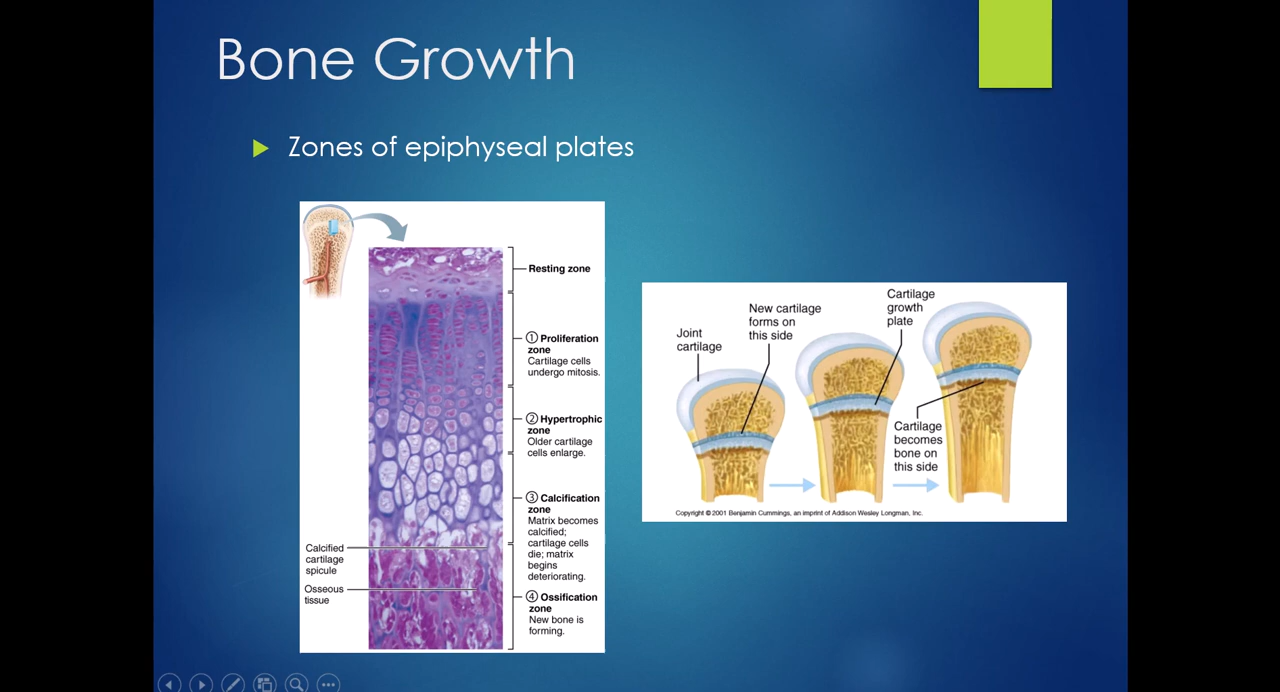 Bone Growth
Zones of epiphyseal plates
Resting zone
① Proliferation
zone
Cartilage cells
undergo mitosis.
② Hypertrophic
zone
Older cartilage
cells enlarge.
③ Calcification
zone
Matrix becomes
calcified;
cartilage cells
die; matrix
begins
deteriorating.
④ Ossification
zone
New bone is
forming.
Calcified
cartilage
spicule
Osseous
tissue
Joint
cartilage
New cartilage
forms on
this side
Cartilage
growth
plate
Cartilage
becomes
bone on
this side
Copyright © 2001 Benjamin Cummings, an imprint of Addison Wesley Longman, Inc.